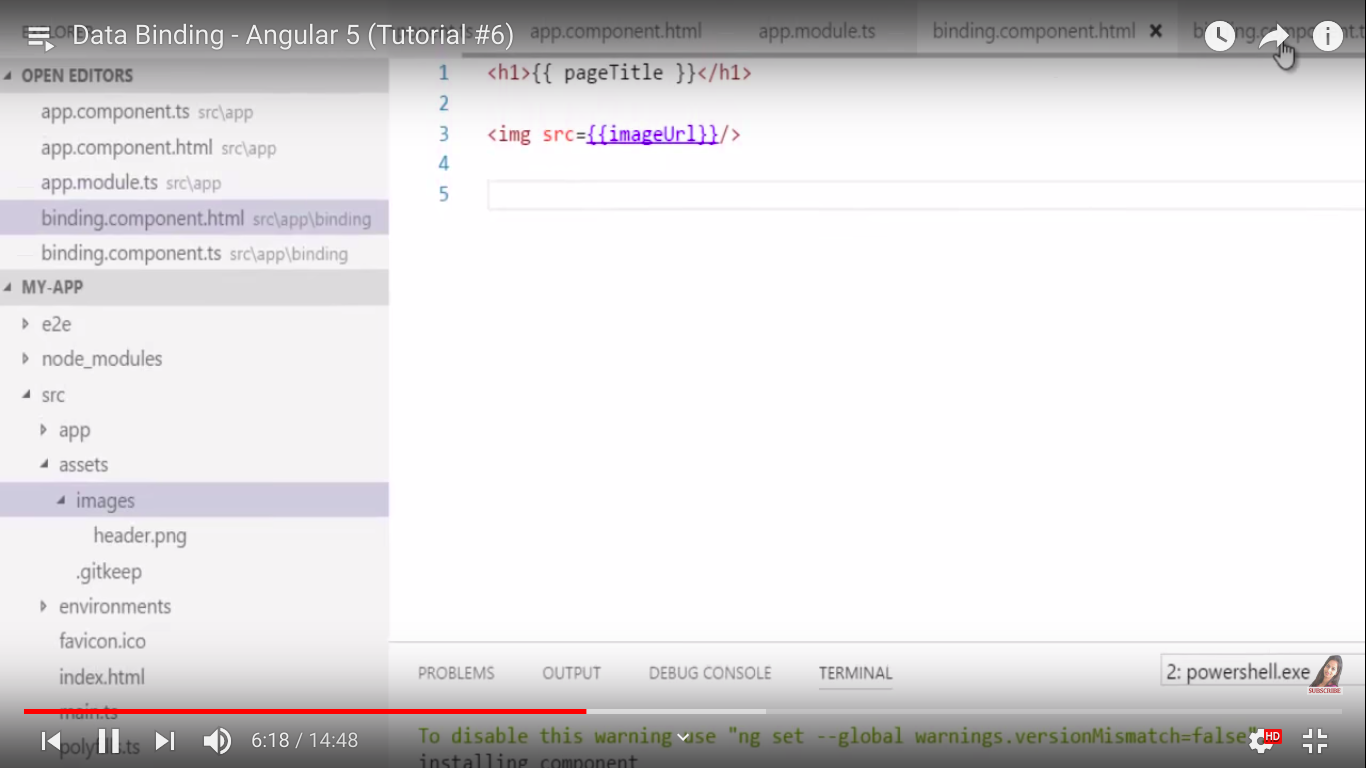 EXPLORER
Data Binding - Angular 5 (Tutorial #6)
app.component.html
app.module.ts
binding.component.html
OPEN EDITORS
app.component.ts src\app
app.component.html src\app
app.module.ts src\app
binding.component.html src\app\binding
binding.component.ts src\app\binding
MY-APP
e2e
node_modules
src
app
assets
images
header.png
.gitkeep
environments
favicon.ico
index.html
main.ts
polyfills.ts
1 <h1>{{ pageTitle }}</h1>
2
3 <img src={{imageUrl}}/>
4
5
PROBLEMS OUTPUT DEBUG CONSOLE TERMINAL
2: powershell.exe
SUBSCRIBE
To disable this warning use "ng set --global warnings.versionMismatch=false"
installing component
6:18 / 14:48
HD